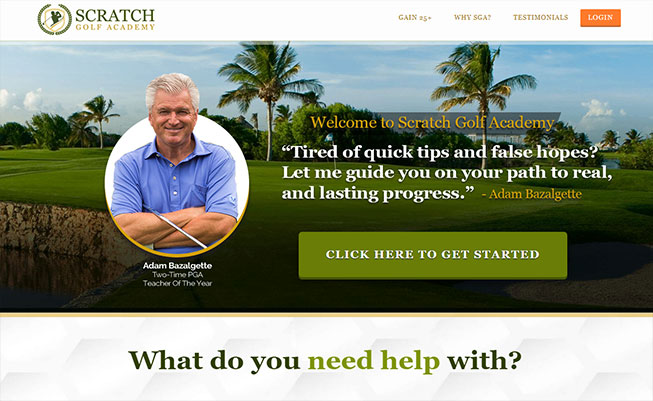 SCRATCH
GOLF ACADEMY
GAIN 25+
WHY SGA?
TESTIMONIALS
LOGIN
Welcome to Scratch Golf Academy
“Tired of quick tips and false hopes?
Let me guide you on your path to real,
and lasting progress.” - Adam Bazalgette
Adam Bazalgette
Two-Time PGA
Teacher Of The Year
CLICK HERE TO GET STARTED
What do you need help with?